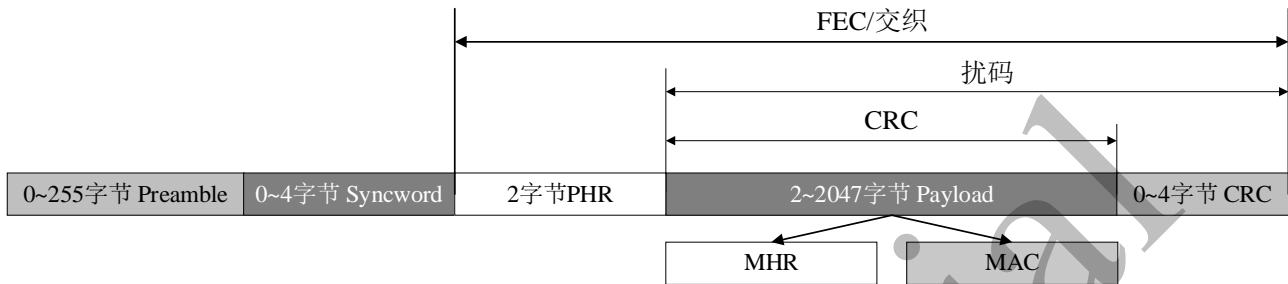 FEC/交织
扰码
CRC
0~255字节 Preamble
0~4字节 Syncword
2字节PHR
2~2047字节 Payload
0~4字节 CRC
MHR
MAC